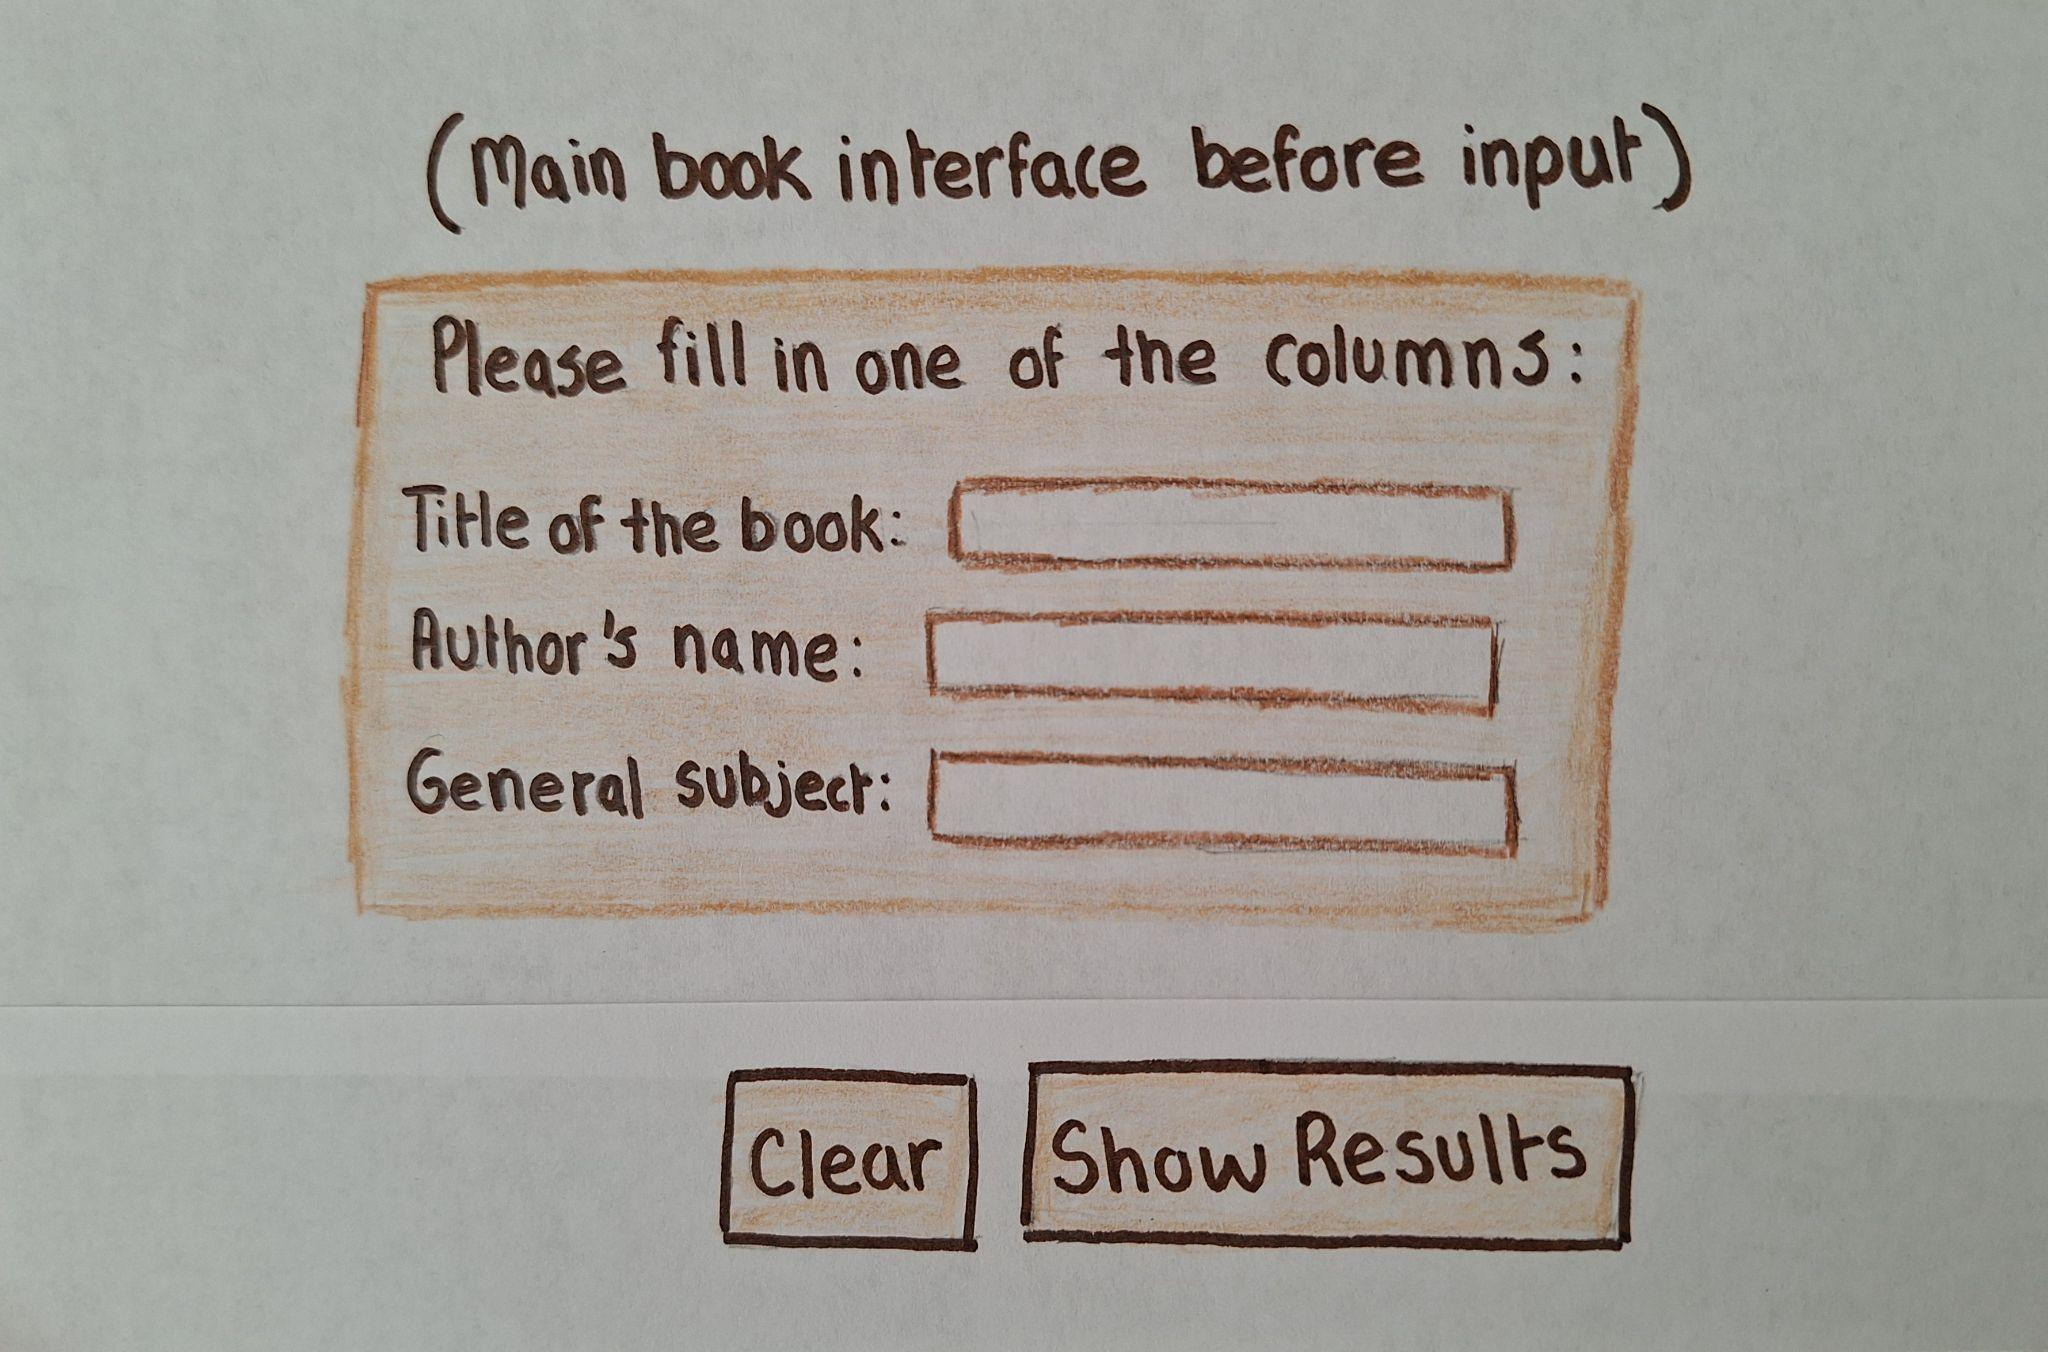 (Main book interface before input)
Please fill in one of the columns:
Title of the book:
Author's name:
General subject:
Clear
Show Results